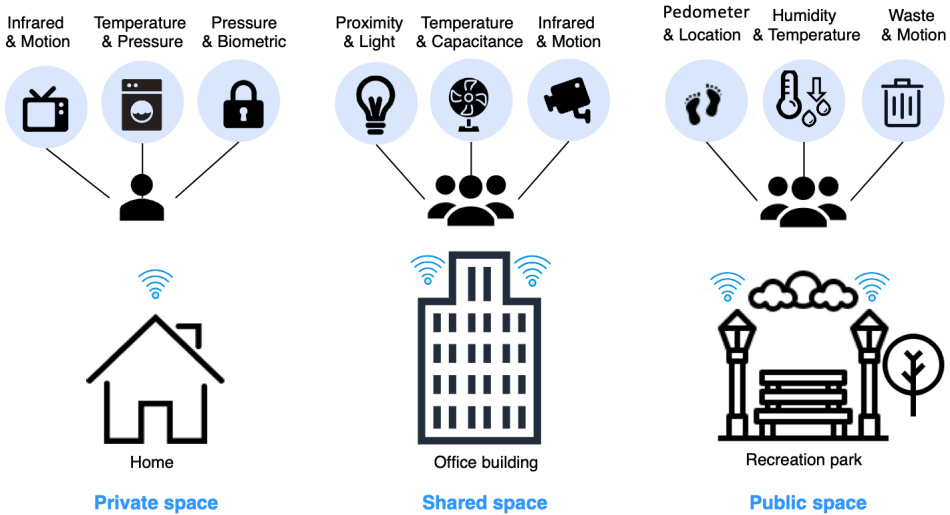 Infrared
& Motion
Temperature
& Pressure
Pressure
& Biometric
Proximity
& Light
Temperature
& Capacitance
Infrared
& Motion
Pedometer
& Location
Humidity
& Temperature
Waste
& Motion
Home
Office building
Recreation park
Private space
Shared space
Public space